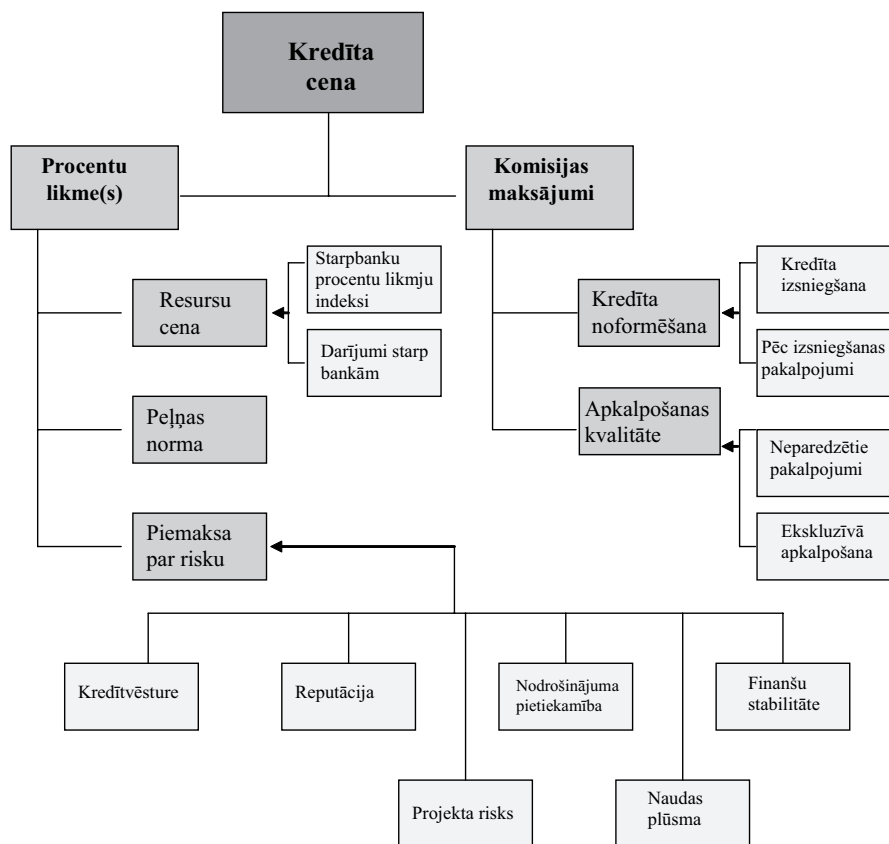 Kredīta
cena
Procentu
likme(s)
Komisijas
maksājumi
Resursu
cena
Starpbanku
procentu likmju
indeksi
Darījumi starp
bankām
Kredīta
noformēšana
Kredīta
izsniegšana
Pēc izsniegšanas
pakalpojumi
Peļņas
norma
Apkalpošanas
kvalitāte
Neparedzētie
pakalpojumi
Ekskluzīvā
apkalpošana
Piemaksa
par risku
Kredītvēsture
Reputācija
Nodrošinājuma
pietiekamība
Finanšu
stabilitāte
Projekta risks
Naudas
plūsma